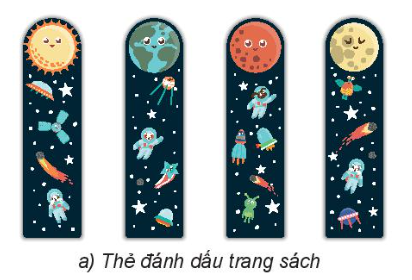 a) Thẻ đánh dấu trang sách